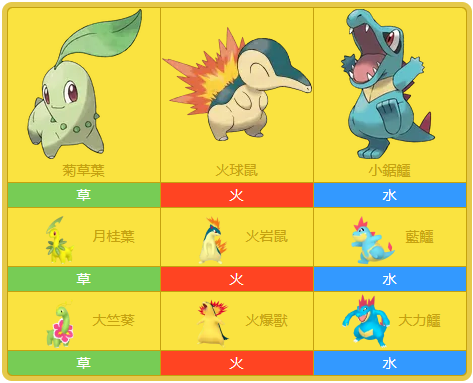 菊草葉 火球鼠 小鋸鱷
草 火 水
月桂葉 火岩鼠 藍鱷
草 火 水
大竺葵 火爆獸 大力鱷
草 火 水